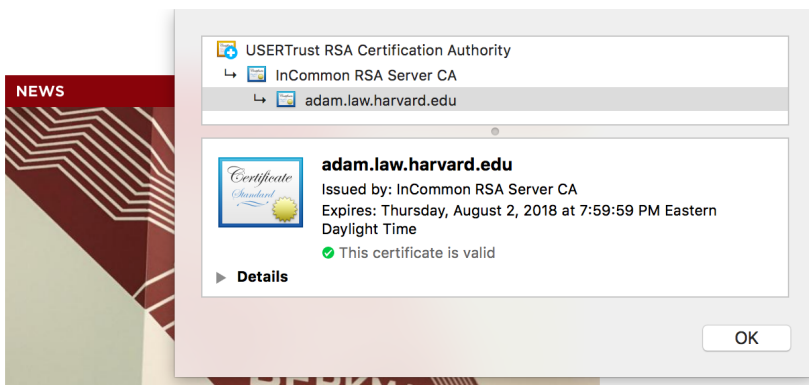 USERTrust RSA Certification Authority
↳ InCommon RSA Server CA
↳ adam.law.harvard.edu
NEWS
Certificate
Standard
adam.law.harvard.edu
Issued by: InCommon RSA Server CA
Expires: Thursday, August 2, 2018 at 7:59:59 PM Eastern
Daylight Time
This certificate is valid
Details
OK